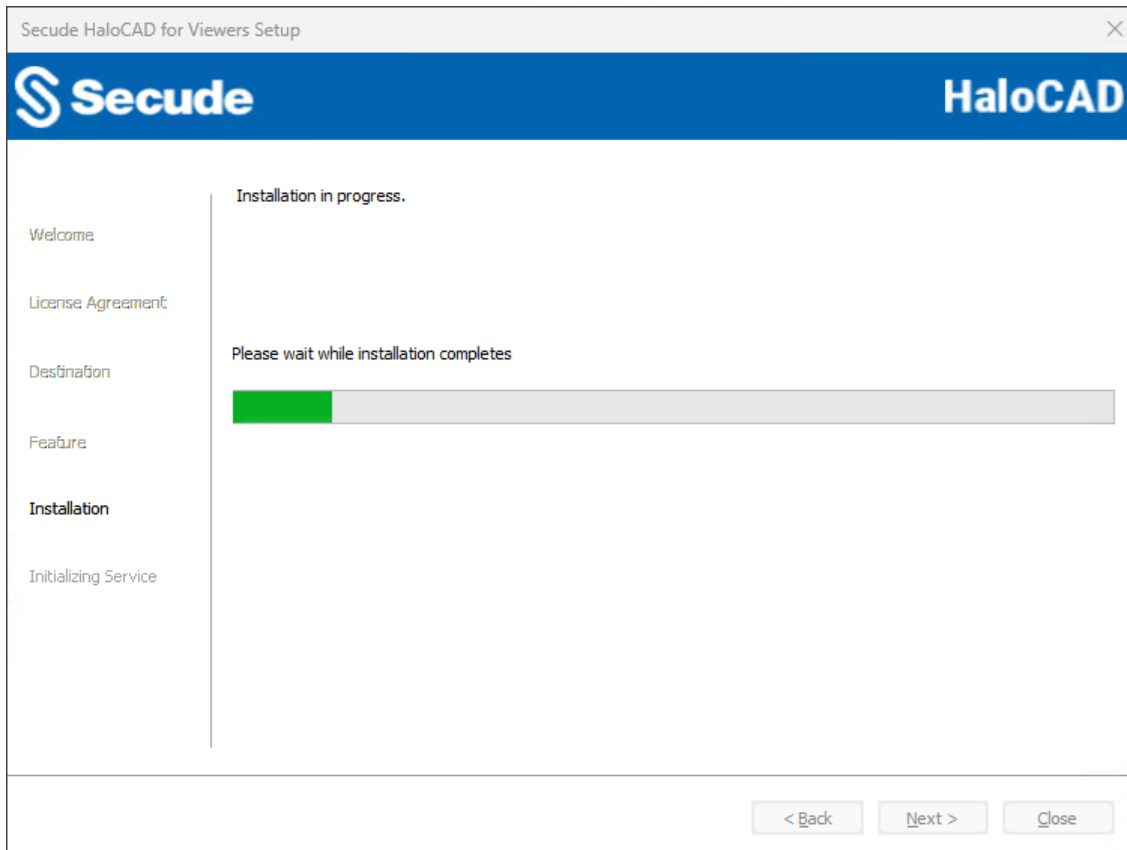 Secude HaloCAD for Viewers Setup
Secude
HaloCAD
Welcome
License Agreement
Destination
Feature
Installation
Initializing Service
Installation in progress.
Please wait while installation completes
< Back
Next >
Close